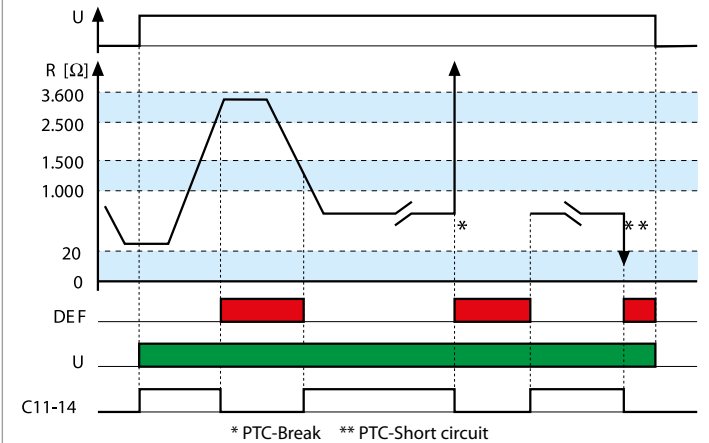 U
R [Ω]
3.600
2.500
1.500
1.000
*
* *
20
0
DEF
U
C11-14
* PTC-Break ** PTC-Short circuit